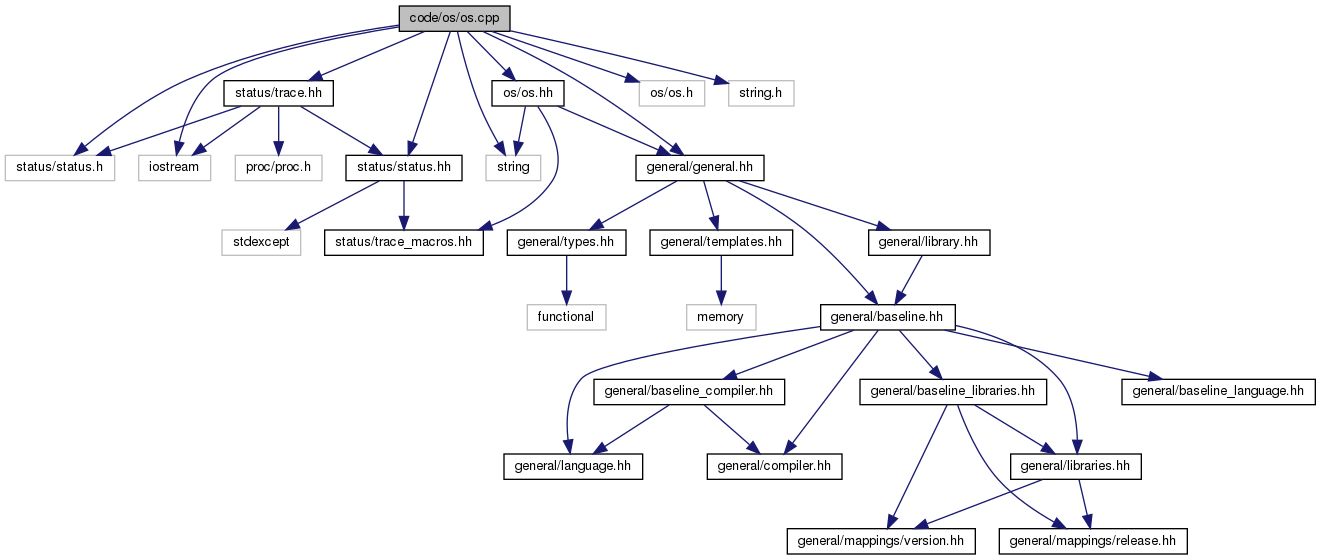 code/os/os.cpp
status/trace.hh
os/os.hh
os/os.h
string.h
status/status.h
iostream
proc/proc.h
status/status.hh
string
general/general.hh
stdexcept
status/trace_macros.hh
general/types.hh
general/templates.hh
general/library.hh
functional
memory
general/baseline.hh
general/baseline_compiler.hh
general/baseline_libraries.hh
general/baseline_language.hh
general/language.hh
general/compiler.hh
general/libraries.hh
general/mappings/version.hh
general/mappings/release.hh